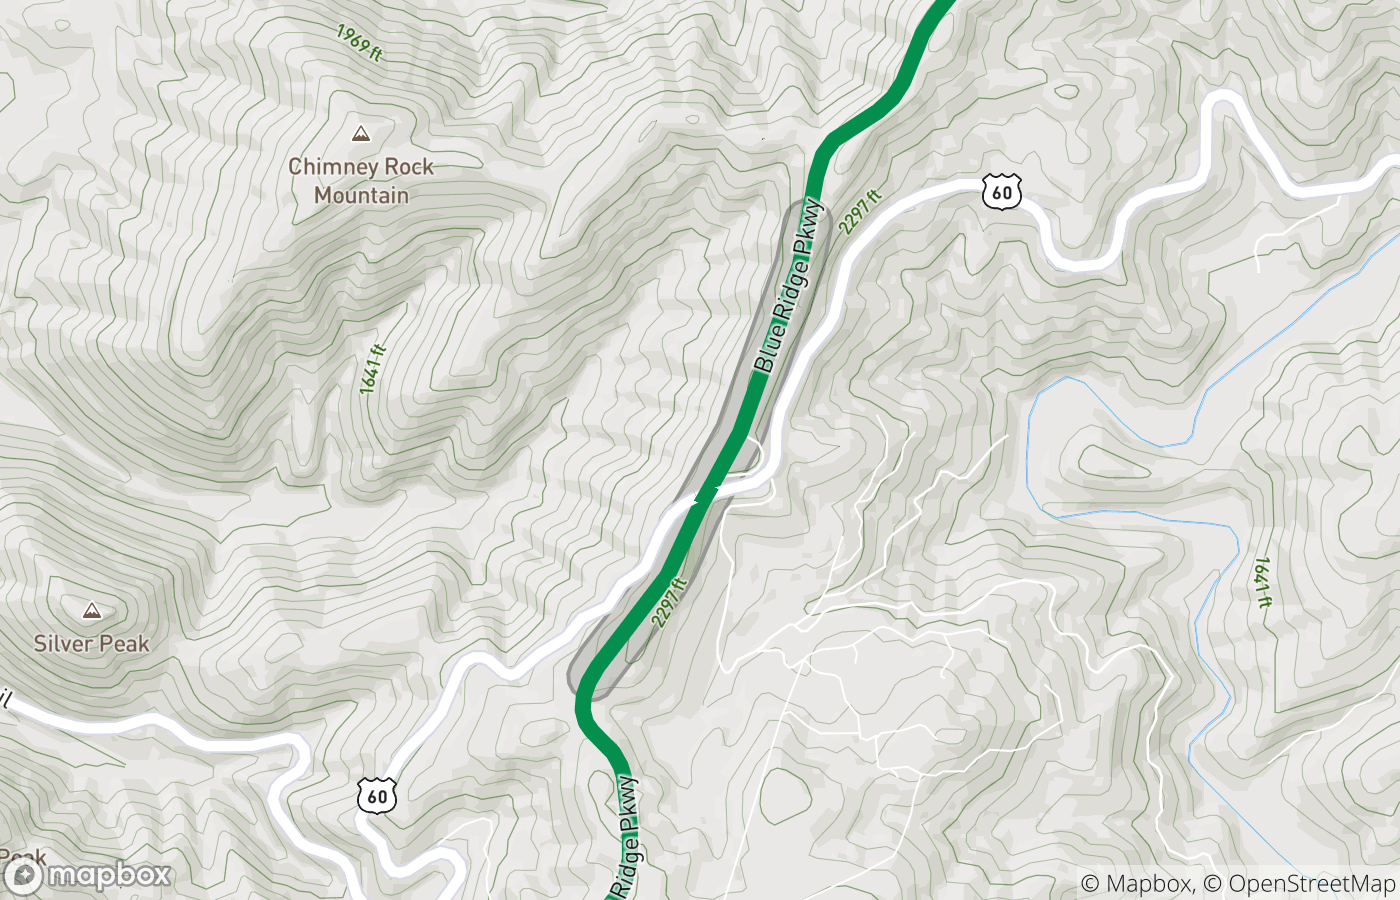 1969 ft
Chimney Rock
Mountain
Blue Ridge Pkwy
2297 ft
60
1641 ft
1641 ft
2297 ft
Silver Peak
60
Ridge Pkwy
Peak
mapbox
© Mapbox, © OpenStreetMap